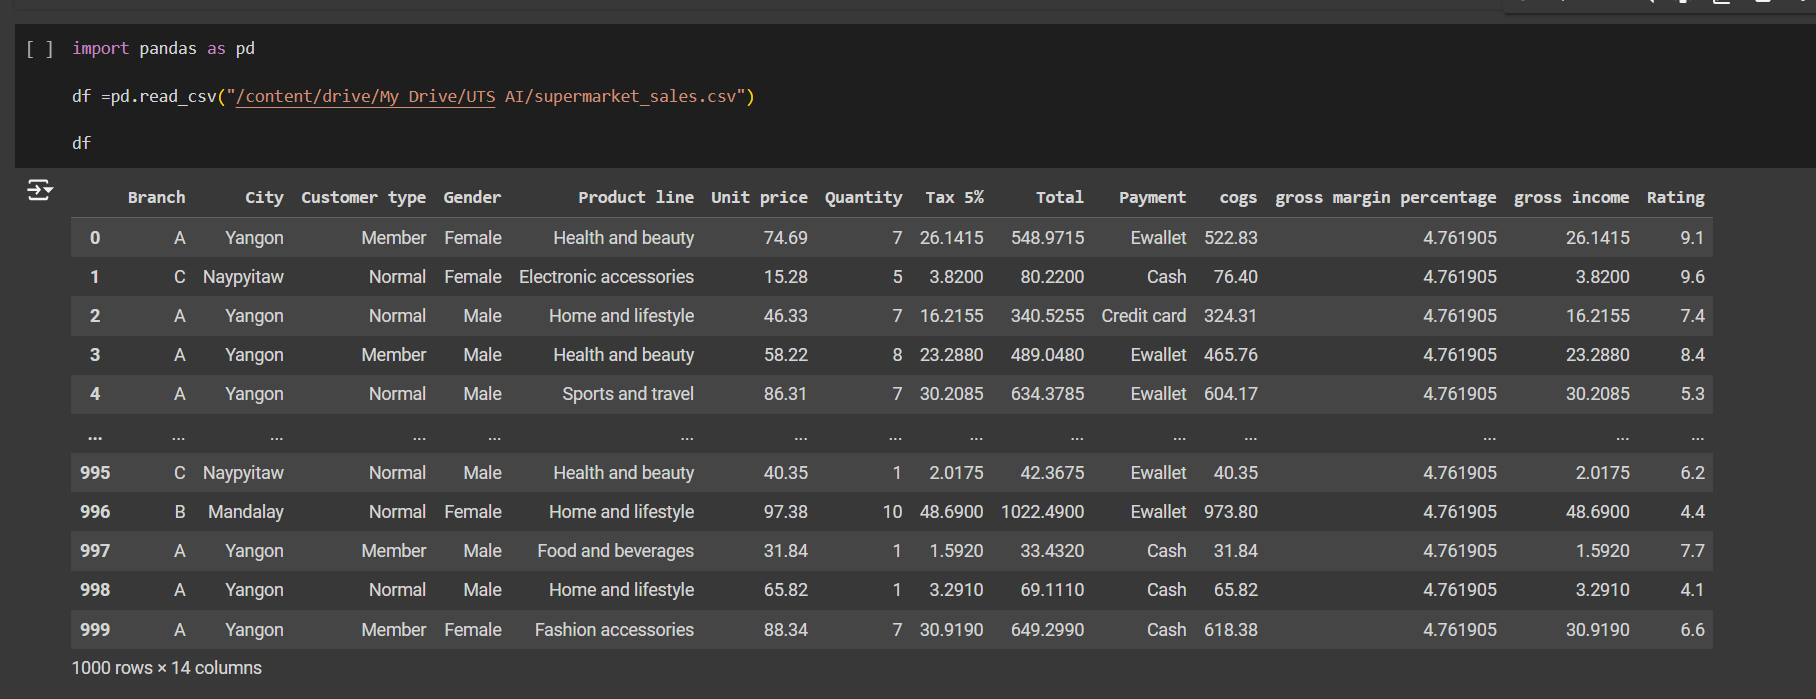 [ ] import pandas as pd
df =pd.read_csv("/content/drive/My Drive/UTS AI/supermarket_sales.csv")
df
Branch City Customer type Gender Product line Unit price Quantity Tax 5% Total Payment cogs gross margin percentage gross income Rating
0 A Yangon Member Female Health and beauty 74.69 7 26.1415 548.9715 Ewallet 522.83 4.761905 26.1415 9.1
1 C Naypyitaw Normal Female Electronic accessories 15.28 5 3.8200 80.2200 Cash 76.40 4.761905 3.8200 9.6
2 A Yangon Normal Male Home and lifestyle 46.33 7 16.2155 340.5255 Credit card 324.31 4.761905 16.2155 7.4
3 A Yangon Member Male Health and beauty 58.22 8 23.2880 489.0480 Ewallet 465.76 4.761905 23.2880 8.4
4 A Yangon Normal Male Sports and travel 86.31 7 30.2085 634.3785 Ewallet 604.17 4.761905 30.2085 5.3
... ... ... ... ... ... ... ... ... ... ... ... ... ... ...
995 C Naypyitaw Normal Male Health and beauty 40.35 1 2.0175 42.3675 Ewallet 40.35 4.761905 2.0175 6.2
996 B Mandalay Normal Female Home and lifestyle 97.38 10 48.6900 1022.4900 Ewallet 973.80 4.761905 48.6900 4.4
997 A Yangon Member Male Food and beverages 31.84 1 1.5920 33.4320 Cash 31.84 4.761905 1.5920 7.7
998 A Yangon Normal Male Home and lifestyle 65.82 1 3.2910 69.1110 Cash 65.82 4.761905 3.2910 4.1
999 A Yangon Member Female Fashion accessories 88.34 7 30.9190 649.2990 Cash 618.38 4.761905 30.9190 6.6
1000 rows × 14 columns